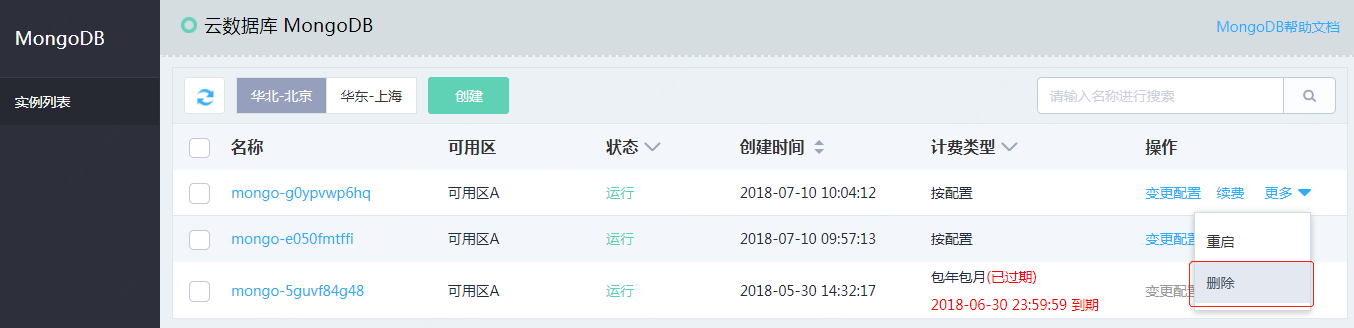 MongoDB
实例列表
云数据库 MongoDB
MongoDB帮助文档
华北-北京 华东-上海 创建 请输入名称进行搜索
名称 可用区 状态 创建时间 计费类型 操作
mongo-g0ypvwp6hq 可用区A 运行 2018-07-10 10:04:12 按配置 变更配置 续费 更多
mongo-e050fmtffi 可用区A 运行 2018-07-10 09:57:13 按配置 变更配置
重启
删除
mongo-5guvf84g48 可用区A 运行 2018-05-30 14:32:17 包年包月(已过期) 变更配置
2018-06-30 23:59:59 到期